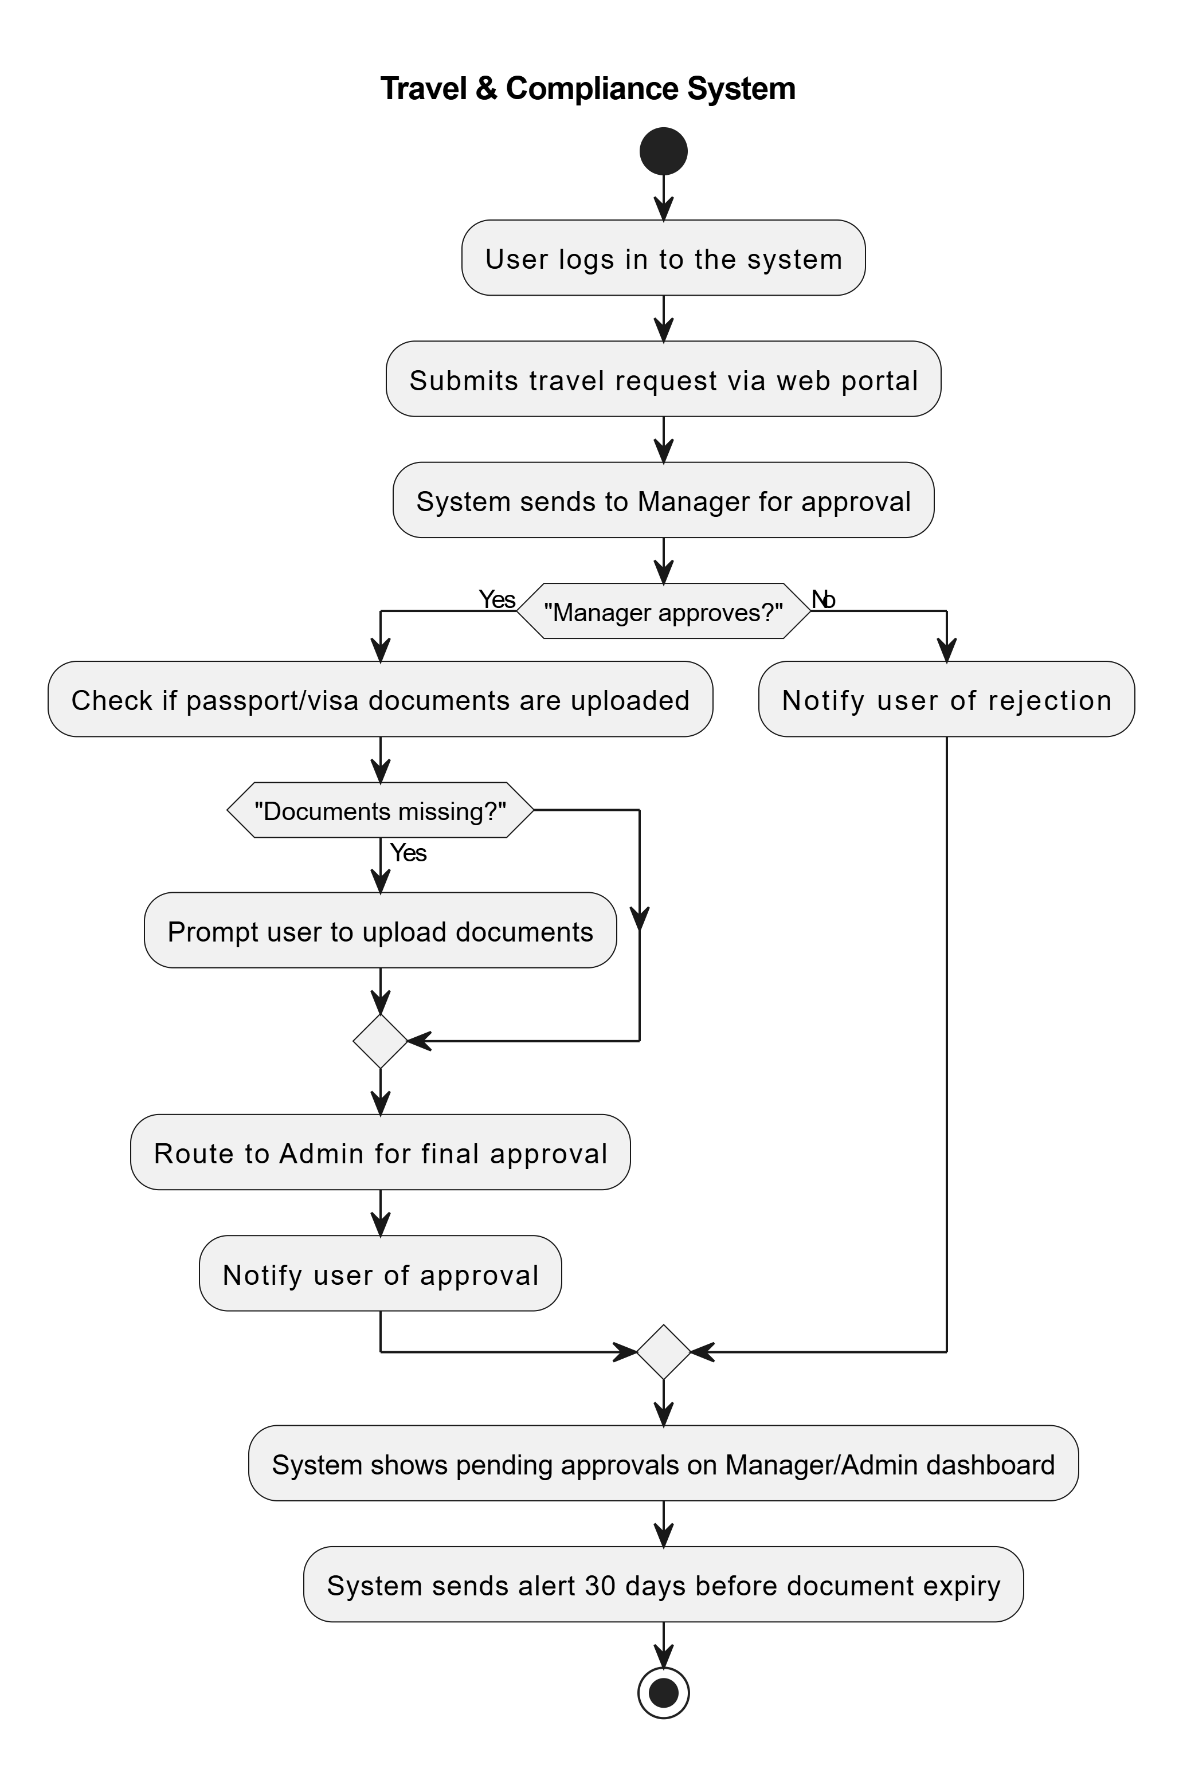 Travel & Compliance System
User logs in to the system
Submits travel request via web portal
System sends to Manager for approval
Yes
"Manager approves?"
No
Check if passport/visa documents are uploaded
Notify user of rejection
"Documents missing?"
Yes
Prompt user to upload documents
Route to Admin for final approval
Notify user of approval
System shows pending approvals on Manager/Admin dashboard
System sends alert 30 days before document expiry